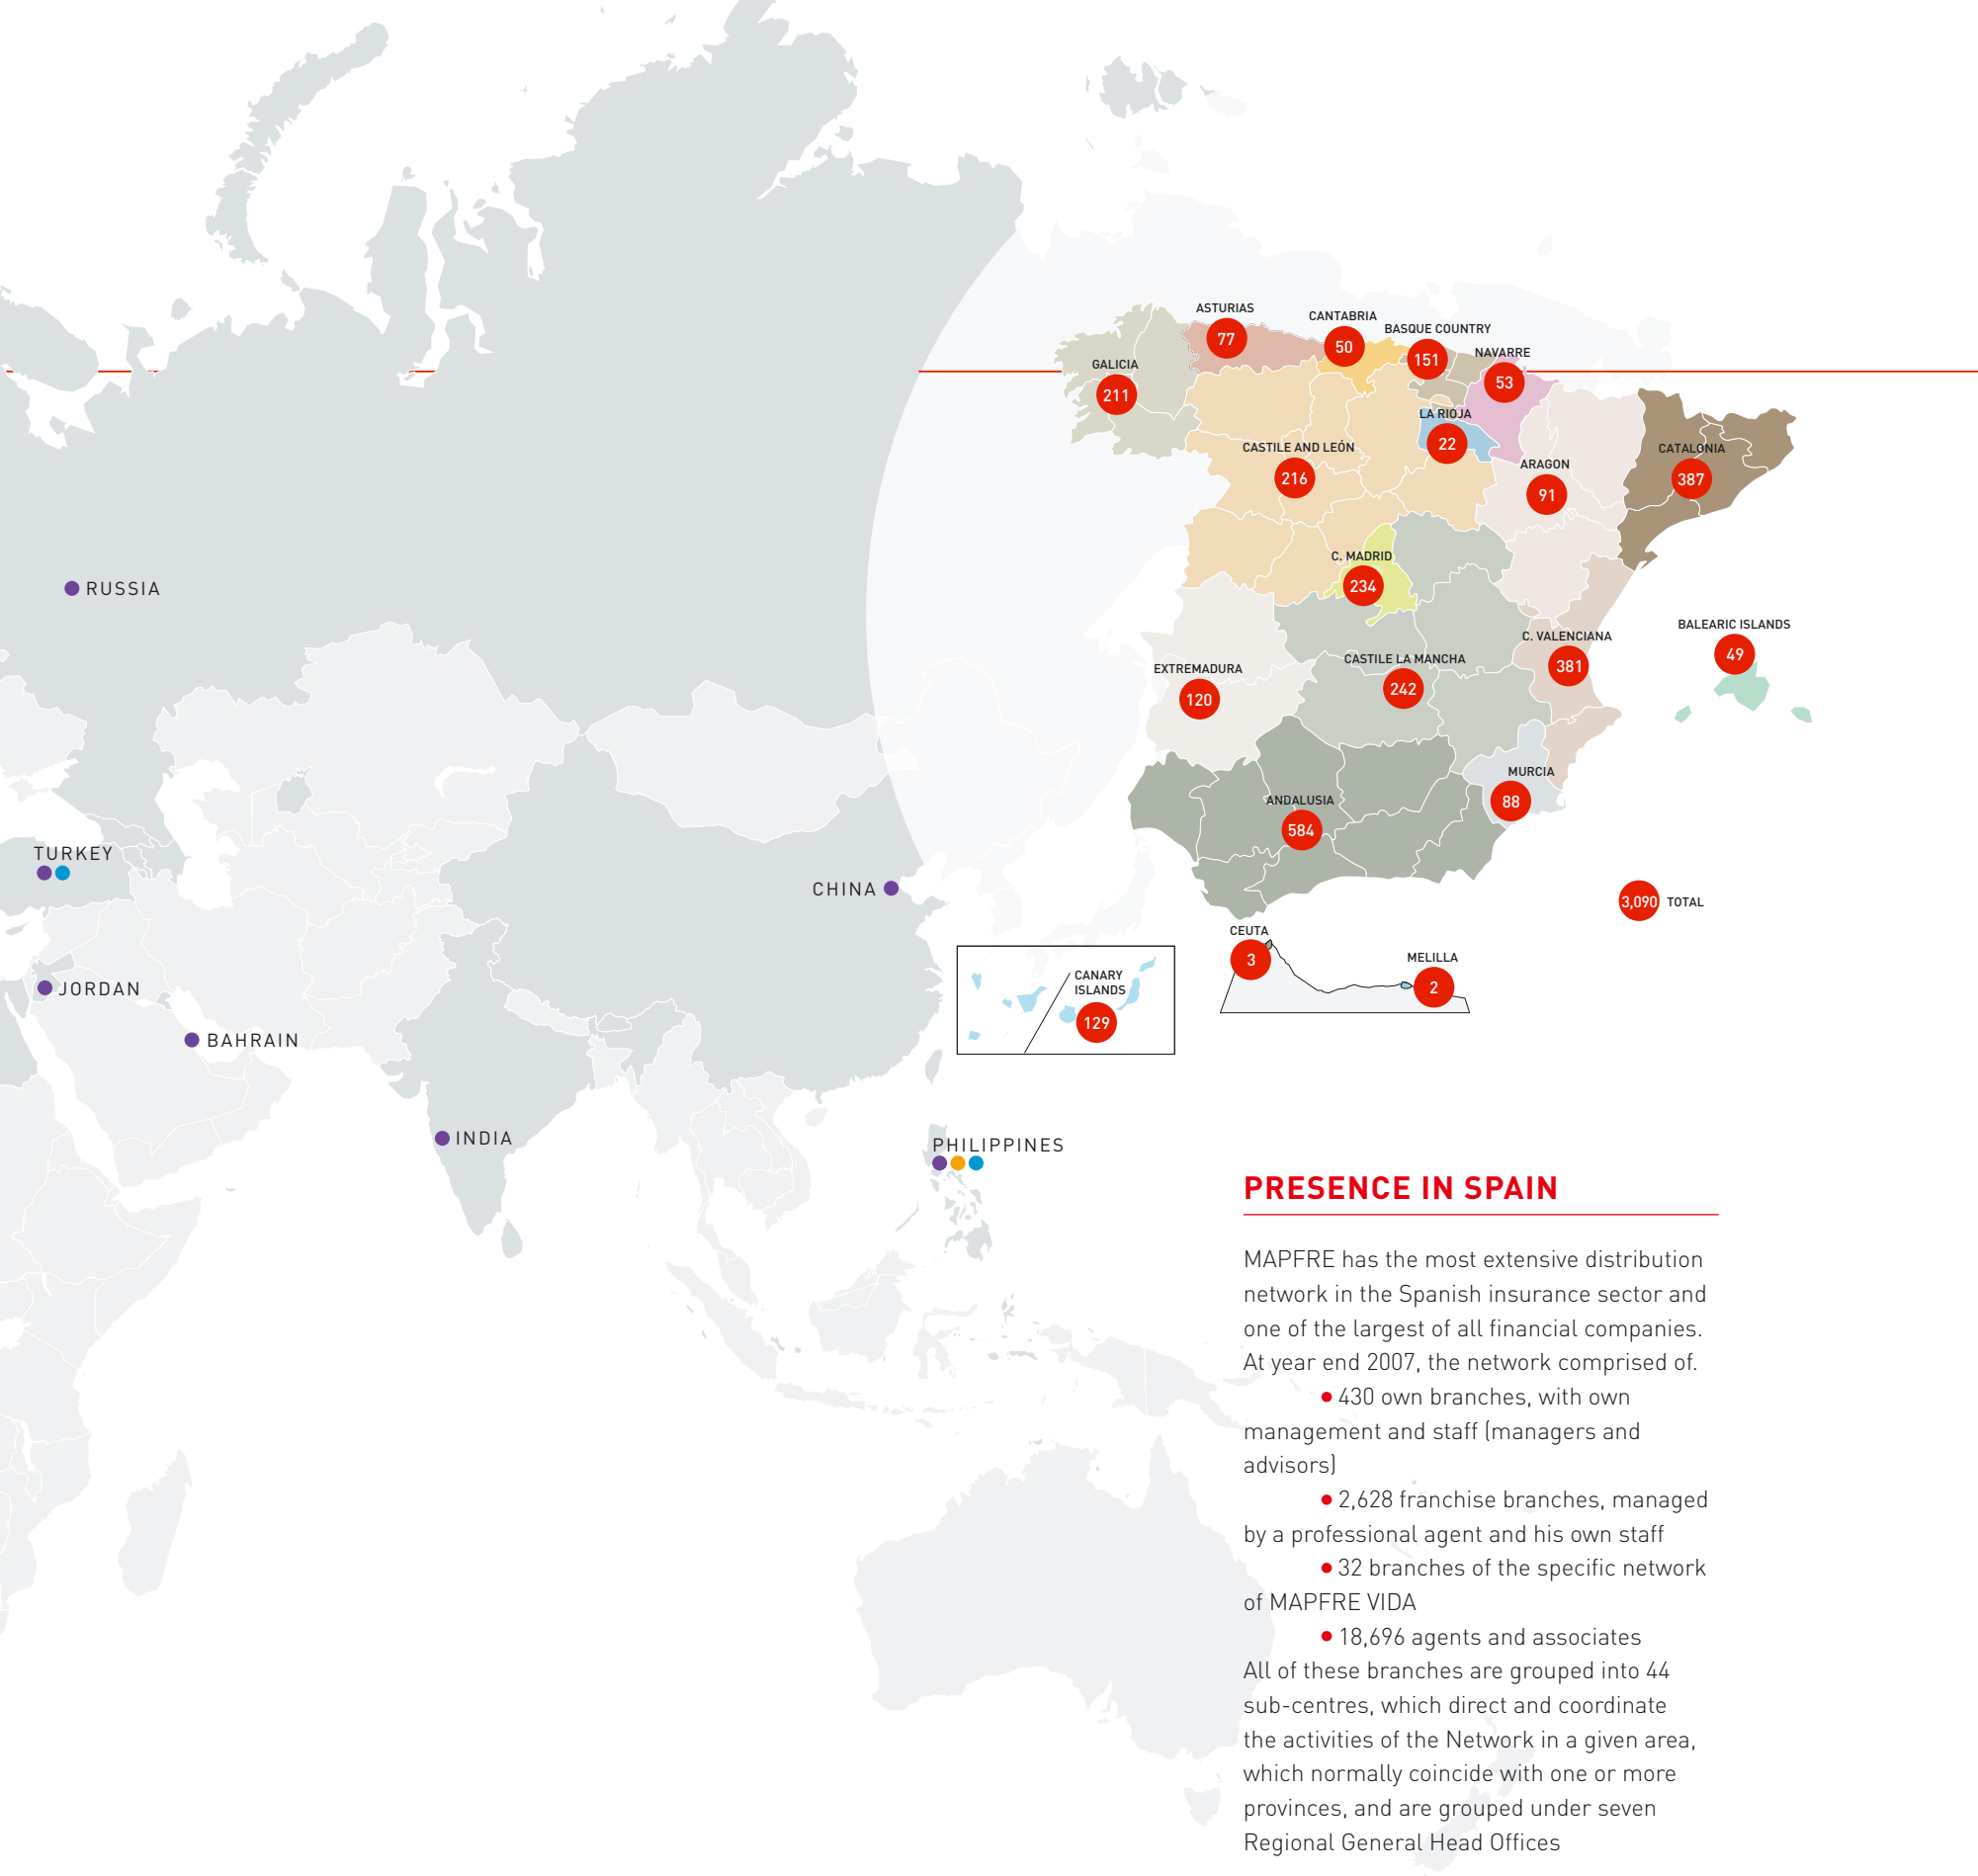 ASTURIAS
77
CANTABRIA
50
BASQUE COUNTRY
151
NAVARRE
53
GALICIA
211
LA RIOJA
22
CASTILE AND LEÓN
216
ARAGON
91
CATALONIA
387
C. MADRID
234
RUSSIA
BALEARIC ISLANDS
49
C. VALENCIANA
381
CASTILE LA MANCHA
242
EXTREMADURA
120
MURCIA
88
ANDALUSIA
584
TURKEY
CHINA
3,090 TOTAL
CEUTA
3
MELILLA
2
CANARY
ISLANDS
129
JORDAN
BAHRAIN
INDIA
PHILIPPINES
PRESENCE IN SPAIN
MAPFRE has the most extensive distribution
network in the Spanish insurance sector and
one of the largest of all financial companies.
At year end 2007, the network comprised of.
• 430 own branches, with own
management and staff (managers and
advisors)
• 2,628 franchise branches, managed
by a professional agent and his own staff
• 32 branches of the specific network
of MAPFRE VIDA
• 18,696 agents and associates
All of these branches are grouped into 44
sub-centres, which direct and coordinate
the activities of the Network in a given area,
which normally coincide with one or more
provinces, and are grouped under seven
Regional General Head Offices